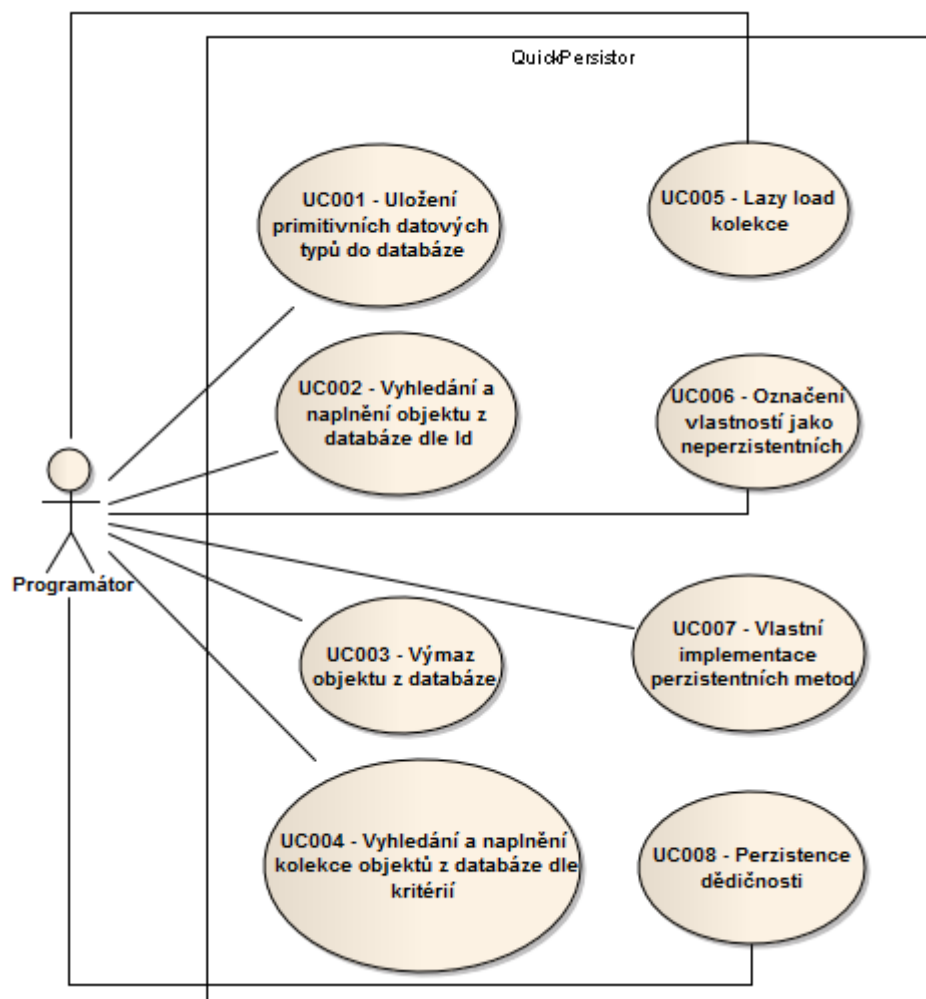 QuickPersistor
UC001 - Uložení
primitivních datových
typů do databáze
UC005 - Lazy load
kolekce
UC002 - Vyhledání a
naplnění objektu z
databáze dle Id
UC006 - Označení
vlastností jako
neperzistentních
Programátor
UC003 - Výmaz
objektu z databáze
UC007 - Vlastní
implementace
perzistentních metod
UC004 - Vyhledání a naplnění
kolekce objektů z databáze dle
kritérií
UC008 - Perzistence
dědičnosti